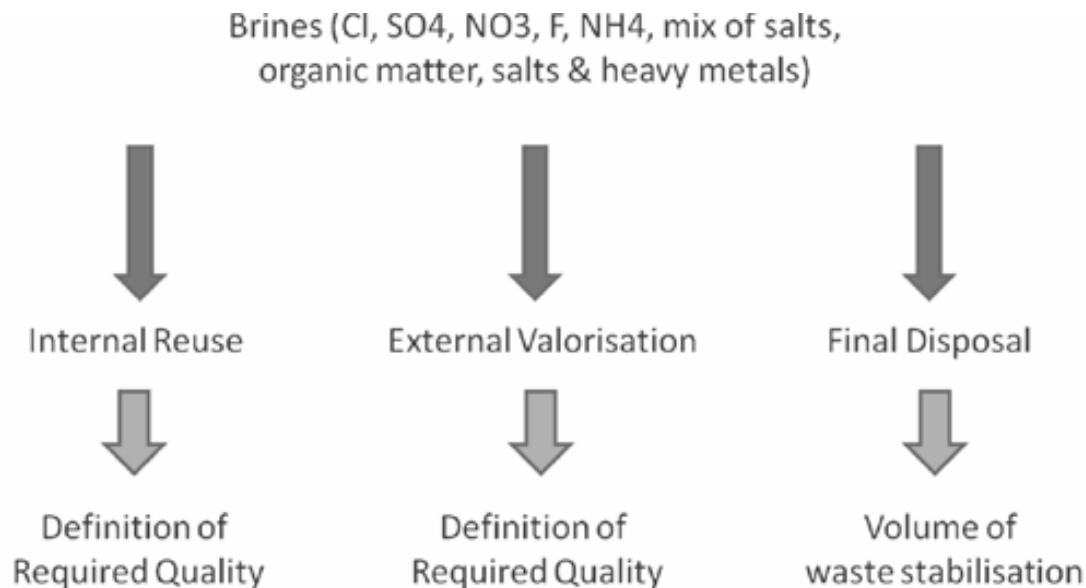 Brines (Cl, SO4, NO3, F, NH4, mix of salts,
organic matter, salts & heavy metals)
Internal Reuse
External Valorisation
Final Disposal
Definition of
Required Quality
Definition of
Required Quality
Volume of
waste stabilisation